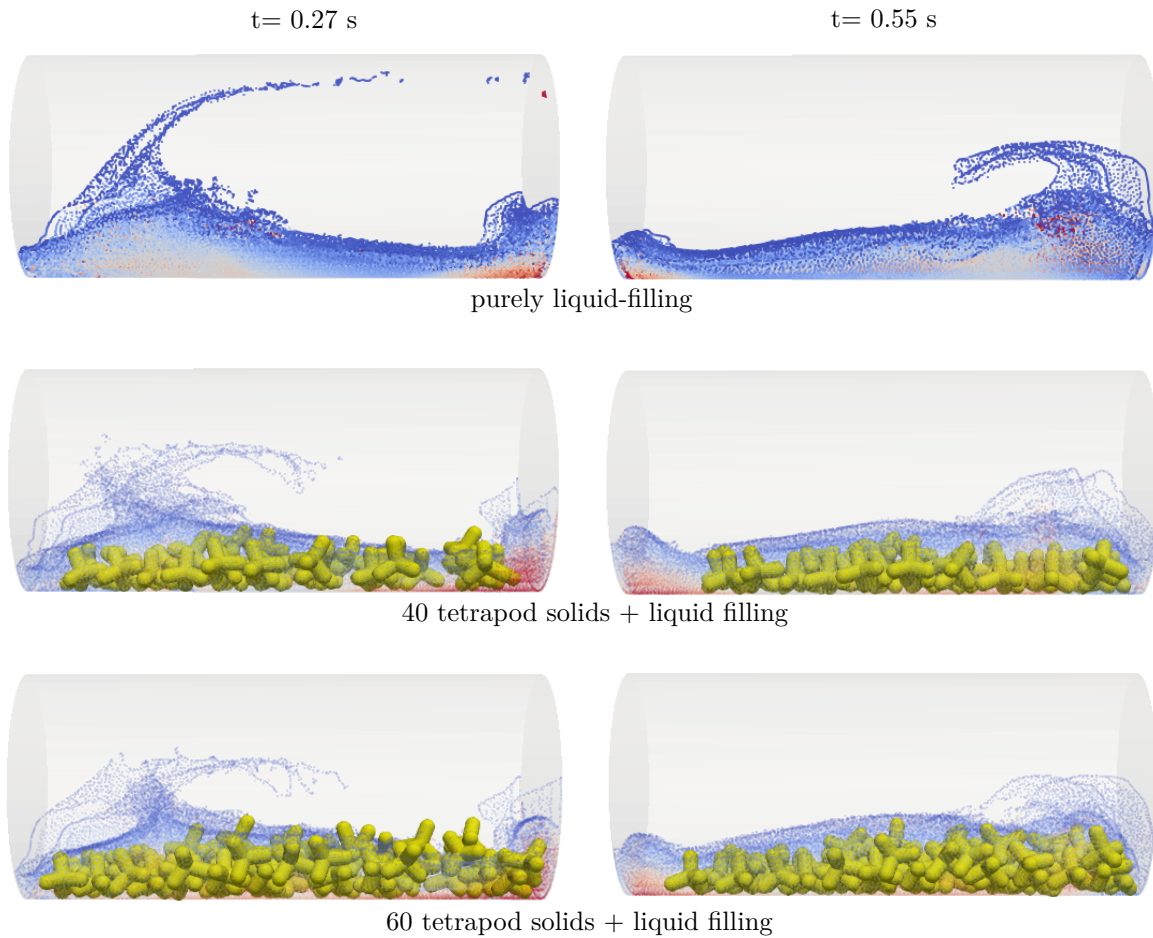 t= 0.27 s
t= 0.55 s
purely liquid-filling
40 tetrapod solids + liquid filling
60 tetrapod solids + liquid filling